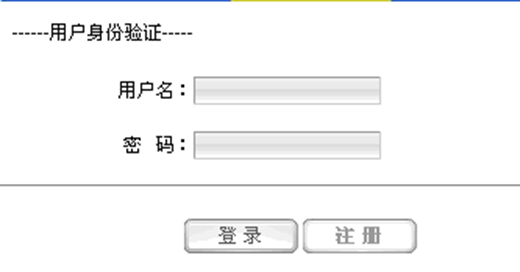 ------用户身份验证-----
用户名：
密 码：
登 录 注 册